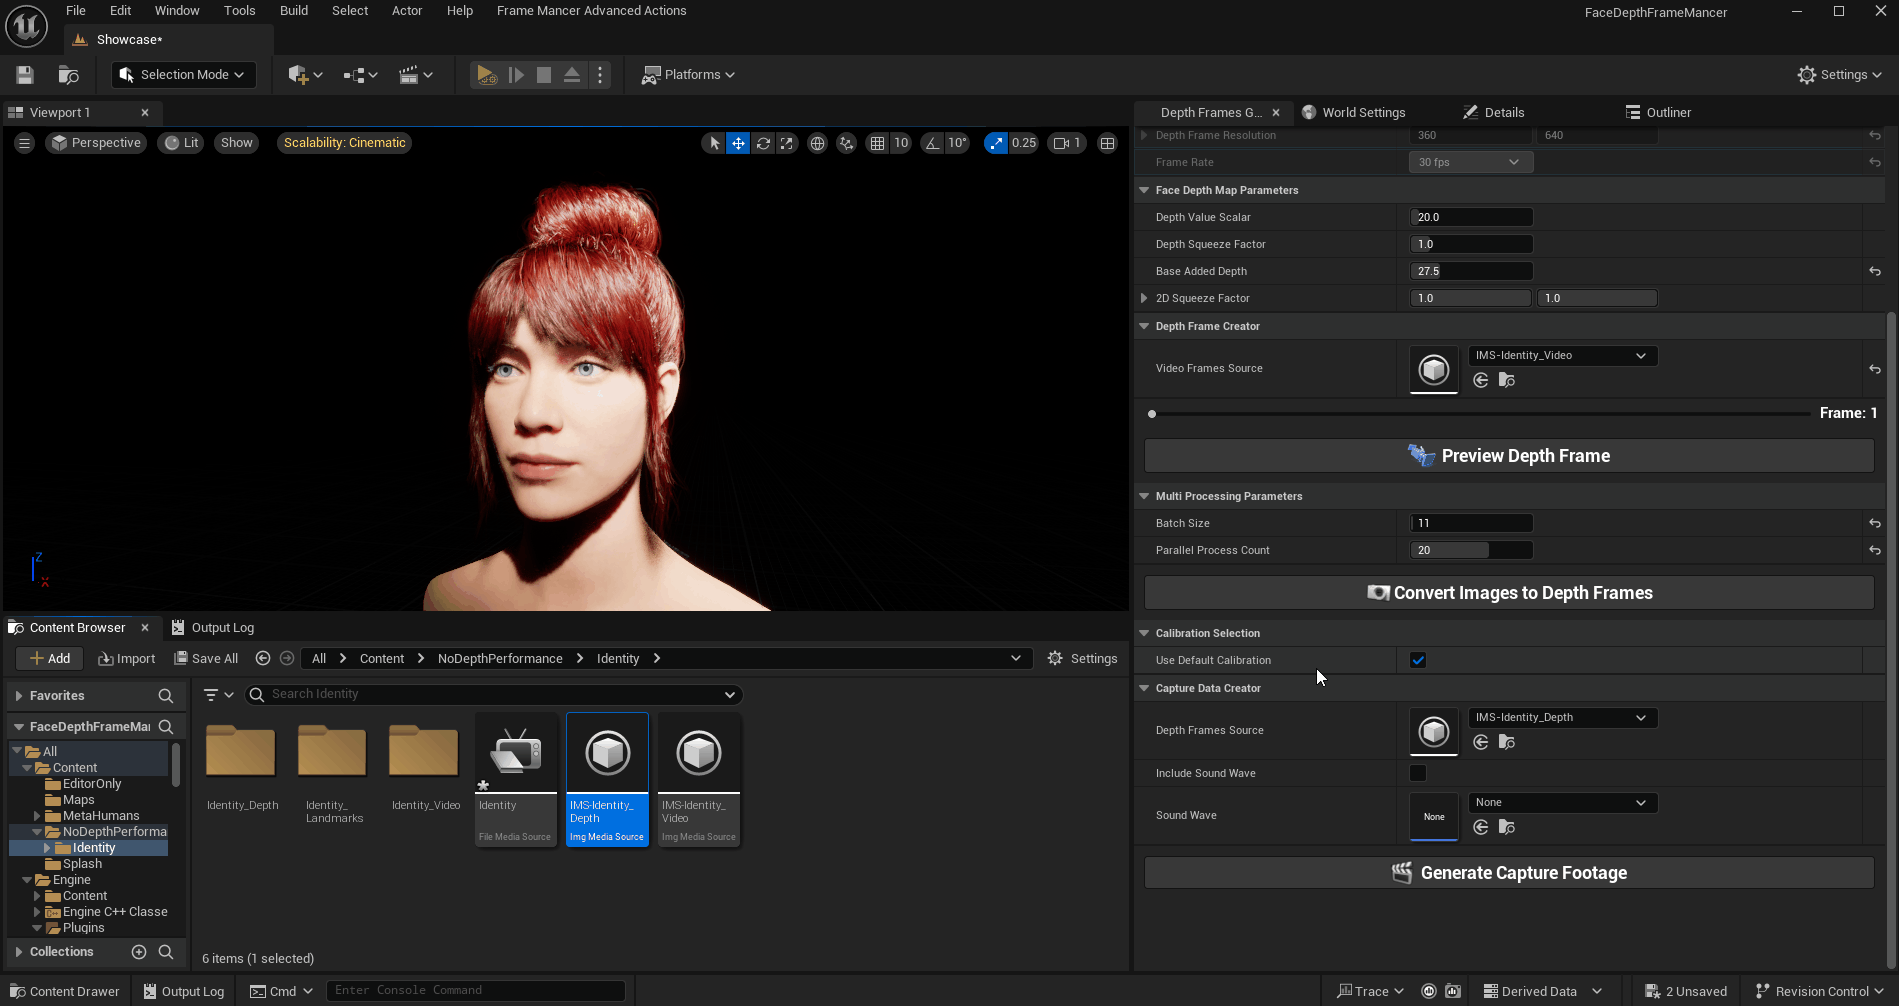 File Edit Window Tools Build Select Actor Help Frame Mancer Advanced Actions
FaceDepthFrameMancer
Showcase*
Selection Mode
Platforms
Settings
Viewport 1
Perspective Lit Show Scalability: Cinematic 10 10° 0.25 1
Z
X
Depth Frames G... World Settings Details Outliner
Depth Frame Resolution 360 640
Frame Rate 30 fps
Face Depth Map Parameters
Depth Value Scalar 20.0
Depth Squeeze Factor 1.0
Base Added Depth 27.5
2D Squeeze Factor 1.0 1.0
Depth Frame Creator
Video Frames Source IMS-Identity_Video
Frame: 1
Preview Depth Frame
Multi Processing Parameters
Batch Size 11
Parallel Process Count 20
Convert Images to Depth Frames
Calibration Selection
Use Default Calibration
Capture Data Creator
Depth Frames Source IMS-Identity_Depth
Include Sound Wave
Sound Wave None None
Generate Capture Footage
Content Browser Output Log
Add Import Save All All Content NoDepthPerformance Identity Settings
Favorites
Search Identity
FaceDepthFrameMa
All
Content
EditorOnly
Maps
MetaHumans
NoDepthPerforma
Identity
Splash
Engine
Content
Engine C++ Classe
Plugins
Collections
Identity_Depth
Identity_
Landmarks
Identity_Video
Identity
File Media Source
IMS-Identity_
Depth
Img Media Source
IMS-Identity_
Video
Img Media Source
6 items (1 selected)
Content Drawer Output Log Cmd Enter Console Command Trace Derived Data 2 Unsaved Revision Control